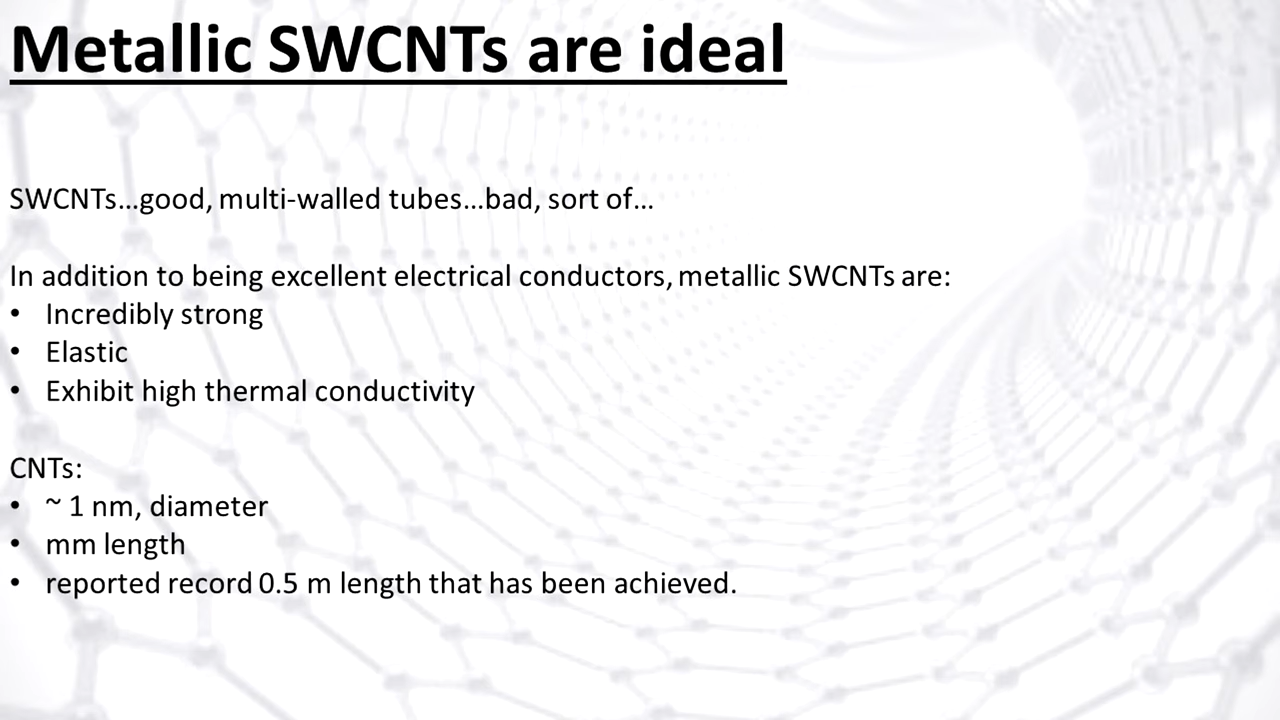 Metallic SWCNTs are ideal
SWCNTs...good, multi-walled tubes...bad, sort of...
In addition to being excellent electrical conductors, metallic SWCNTs are:
• Incredibly strong
• Elastic
• Exhibit high thermal conductivity
CNTs:
• ~ 1 nm, diameter
• mm length
• reported record 0.5 m length that has been achieved.